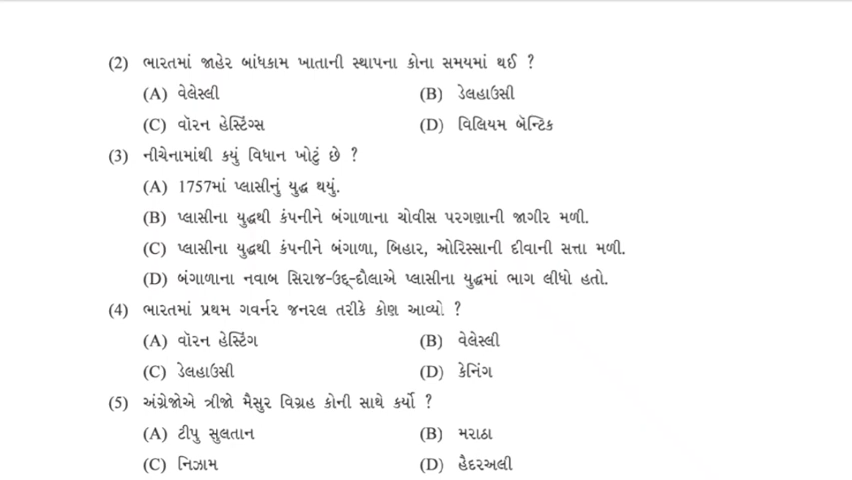 (2) ભારતમાં જાહેર બાંધકામ ખાતાની સ્થાપના કોના સમયમાં થઈ ?
(A) વેલેસ્લી (B) ડેલહાઉસી
(C) વૉરન હેસ્ટિંગ્સ (D) વિલિયમ બૅન્ટિક
(3) નીચેનામાંથી કયું વિધાન ખોટું છે ?
(A) 1757માં પ્લાસીનું યુદ્ધ થયું.
(B) પ્લાસીના યુદ્ધથી કંપનીને બંગાળાના ચોવીસ પરગણાની જાગીર મળી.
(C) પ્લાસીના યુદ્ધથી કંપનીને બંગાળા, બિહાર, ઓરિસ્સાની દીવાની સત્તા મળી.
(D) બંગાળાના નવાબ સિરાજ-ઉદ્-દૌલાએ પ્લાસીના યુદ્ધમાં ભાગ લીધો હતો.
(4) ભારતમાં પ્રથમ ગવર્નર જનરલ તરીકે કોણ આવ્યો ?
(A) વૉરન હેસ્ટિંગ (B) વેલેસ્લી
(C) ડેલહાઉસી (D) કેનિંગ
(5) અંગ્રેજોએ ત્રીજો મૈસુર વિગ્રહ કોની સાથે કર્યો ?
(A) ટીપુ સુલતાન (B) મરાઠા
(C) નિઝામ (D) હૈદરઅલી